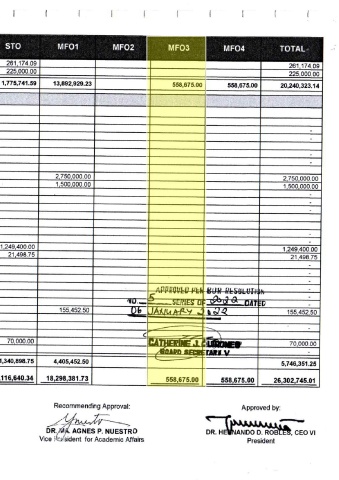 STO MFO1 MFO2 MFO3 MFO4 TOTAL
261,174.09 261,174.09
225,000.00 225,000.00
1,775,741.59 13,892,929.23 558,675.00 558,675.00 20,240,323.14
2,750,000.00 2,750,000.00
1,500,000.00 1,500,000.00
1,249,400.00 1,249,400.00
21,498.75 21,498.75
APPROVED PER BOR RESOLUTION
NO. 5 SERIES OF 2022 DATED
155,452.50 155,452.50
70,000.00 70,000.00
CATHERINE J.
BOARD SECRETARY V
1,340,898.75 4,405,452.50 5,746,351.25
,116,640.34 18,298,381.73 558,675.00 558,675.00 26,302,745.01
Recommending Approval: Approved by:
DR. MA. AGNES P. NUESTRO DR. HERNANDO D. ROBLES, CEO VI
Vice President for Academic Affairs President